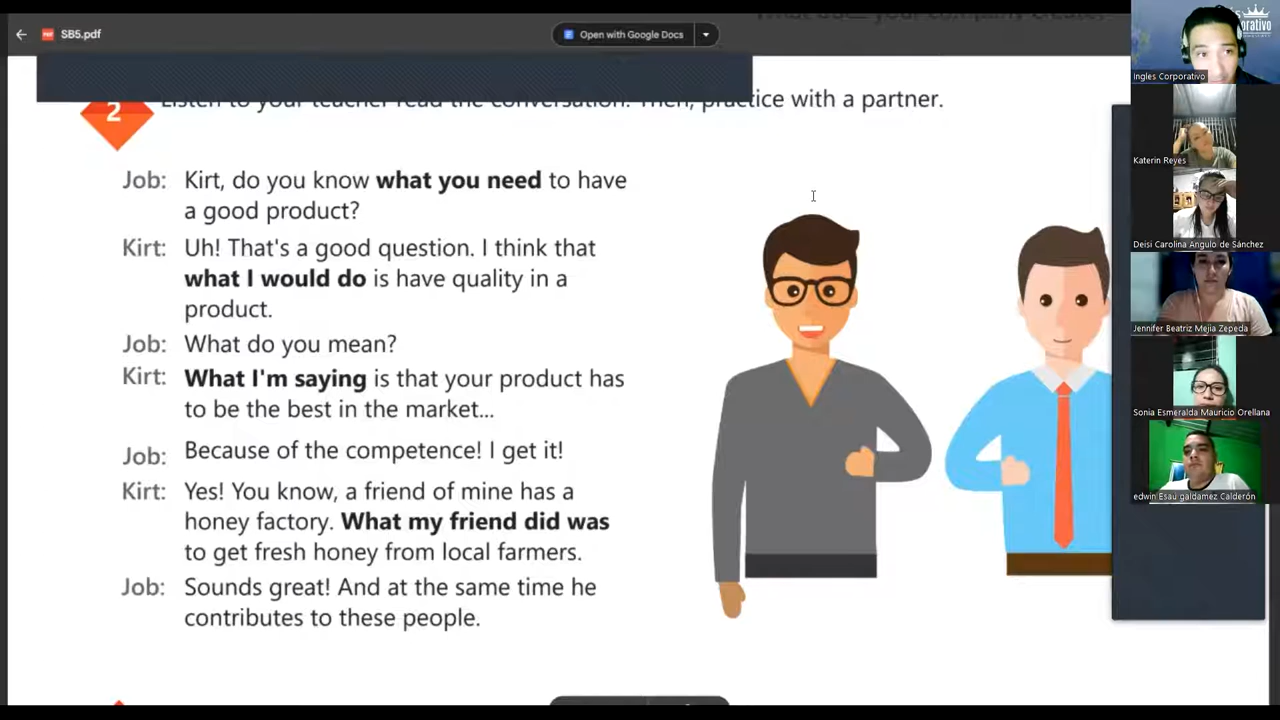 SB5.pdf
Open with Google Docs
2
Listen to your teacher read the conversation. Then, practice with a partner.
Job: Kirt, do you know what you need to have
a good product?
Kirt: Uh! That's a good question. I think that
what I would do is have quality in a
product.
Job: What do you mean?
Kirt: What I'm saying is that your product has
to be the best in the market...
Job: Because of the competence! I get it!
Kirt: Yes! You know, a friend of mine has a
honey factory. What my friend did was
to get fresh honey from local farmers.
Job: Sounds great! And at the same time he
contributes to these people.
Ingles Corporativo
Katerin Reyes
Deisi Carolina Angulo de Sánchez
Jennifer Beatriz Mejia Zepeda
Sonia Esmeralda Mauricio Orellana
edwin Esaú galdamez Calderón